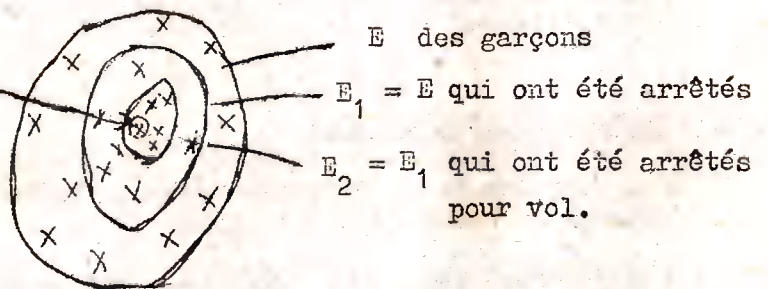 E des garçons
E₁ = E qui ont été arrêtés
E₂ = E₁ qui ont été arrêtés
pour vol.